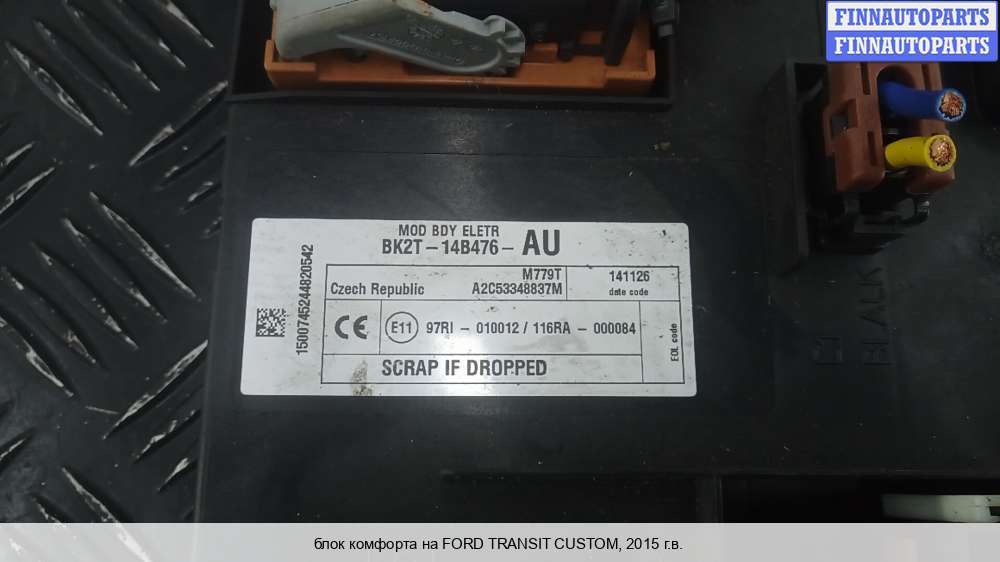 FINNAUTOPARTS
FINNAUTOPARTS
MOD BDY ELETR
BK2T-14B476- AU
M779T
Czech Republic A2C53348837M
141126
date code
CE E11 97RI - 010012 / 116RA - 000084
EOL code
SCRAP IF DROPPED
1500745244820542
блок комфорта на FORD TRANSIT CUSTOM, 2015 г.в.